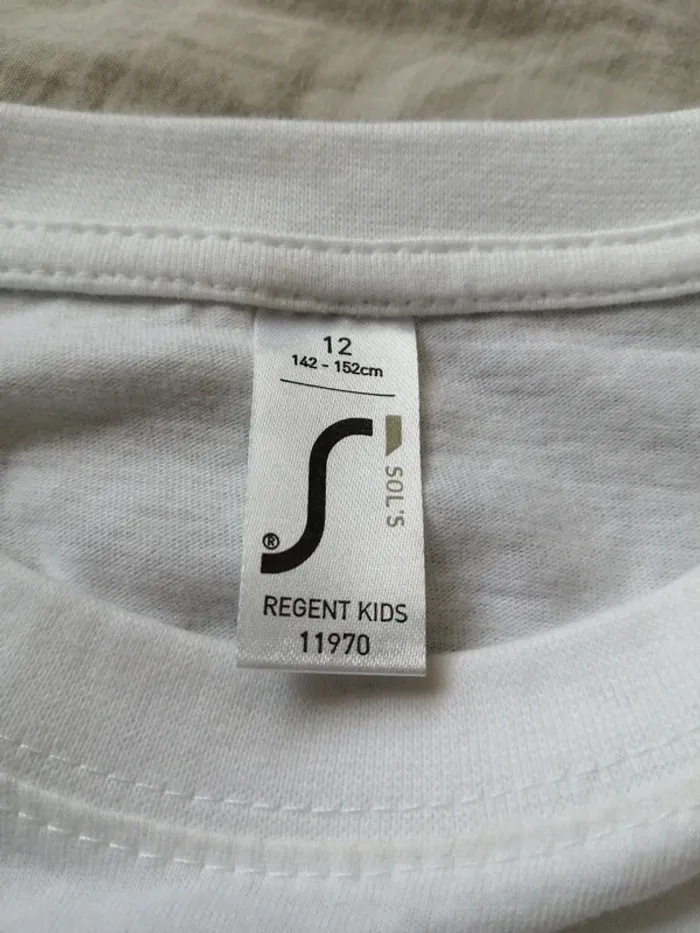 12
142 - 152cm
SOL'S
®
REGENT KIDS
11970